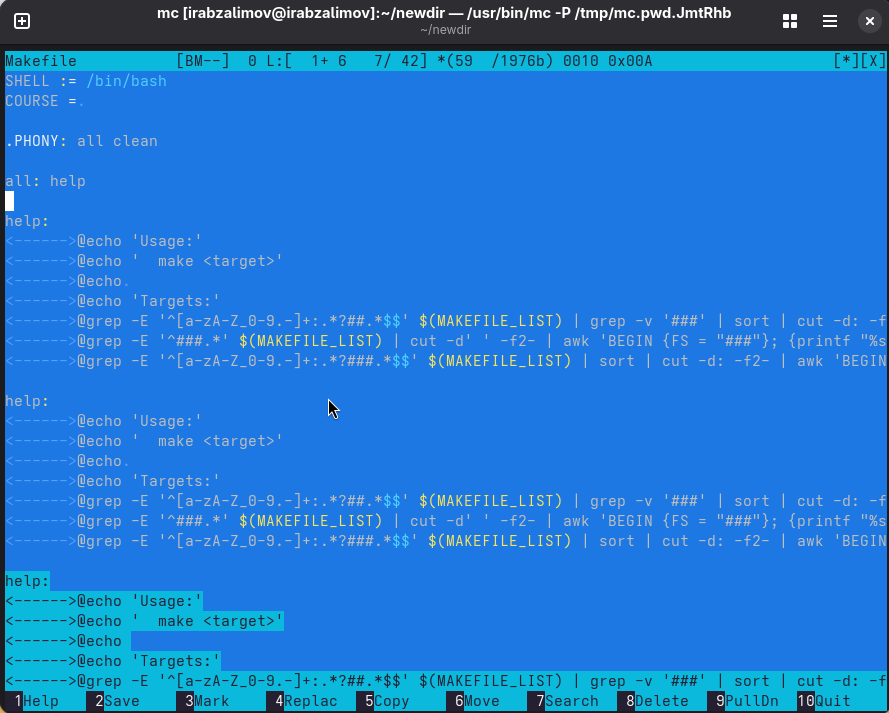 mc [irabzalimov@irabzalimov]:~/newdir — /usr/bin/mc -P /tmp/mc.pwd.JmtRhb
~/newdir
Makefile           [BM--]  0 L:[  1+ 6   7/ 42] *(59  /1976b) 0010 0x00A                    [*][X]
SHELL := /bin/bash
COURSE =.

.PHONY: all clean

all: help

help:
<------>@echo 'Usage:'
<------>@echo '  make <target>'
<------>@echo.
<------>@echo 'Targets:'
<------>@grep -E '^[a-zA-Z_0-9.-]+:.*?##.*$$' $(MAKEFILE_LIST) | grep -v '###' | sort | cut -d: -f
<------>@grep -E '^###.*' $(MAKEFILE_LIST) | cut -d' ' -f2- | awk 'BEGIN {FS = "###"}; {printf "%s
<------>@grep -E '^[a-zA-Z_0-9.-]+:.*?###.*$$' $(MAKEFILE_LIST) | sort | cut -d: -f2- | awk 'BEGIN

help:
<------>@echo 'Usage:'
<------>@echo '  make <target>'
<------>@echo.
<------>@echo 'Targets:'
<------>@grep -E '^[a-zA-Z_0-9.-]+:.*?##.*$$' $(MAKEFILE_LIST) | grep -v '###' | sort | cut -d: -f
<------>@grep -E '^###.*' $(MAKEFILE_LIST) | cut -d' ' -f2- | awk 'BEGIN {FS = "###"}; {printf "%s
<------>@grep -E '^[a-zA-Z_0-9.-]+:.*?###.*$$' $(MAKEFILE_LIST) | sort | cut -d: -f2- | awk 'BEGIN

help:
<------>@echo 'Usage:'
<------>@echo '  make <target>'
<------>@echo
<------>@echo 'Targets:'
<------>@grep -E '^[a-zA-Z_0-9.-]+:.*?##.*$$' $(MAKEFILE_LIST) | grep -v '###' | sort | cut -d: -f
1Help 2Save 3Mark 4Replac 5Copy 6Move 7Search 8Delete 9PullDn 10Quit